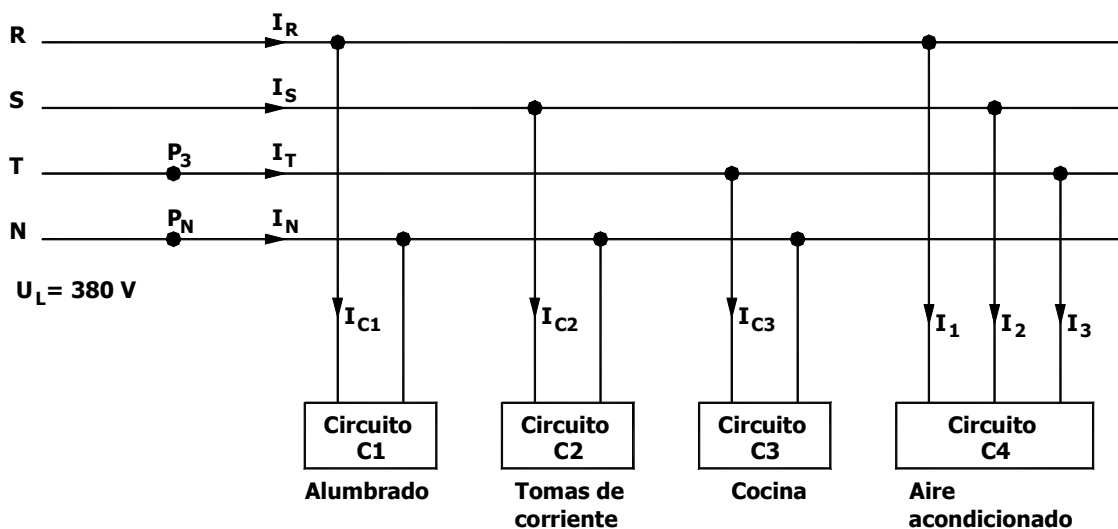 R I_R
S I_S
T P_3 I_T
N P_N I_N
U_L= 380 V
I_C1 I_C2 I_C3 I_1 I_2 I_3
Circuito C1
Circuito C2
Circuito C3
Circuito C4
Alumbrado
Tomas de corriente
Cocina
Aire acondicionado